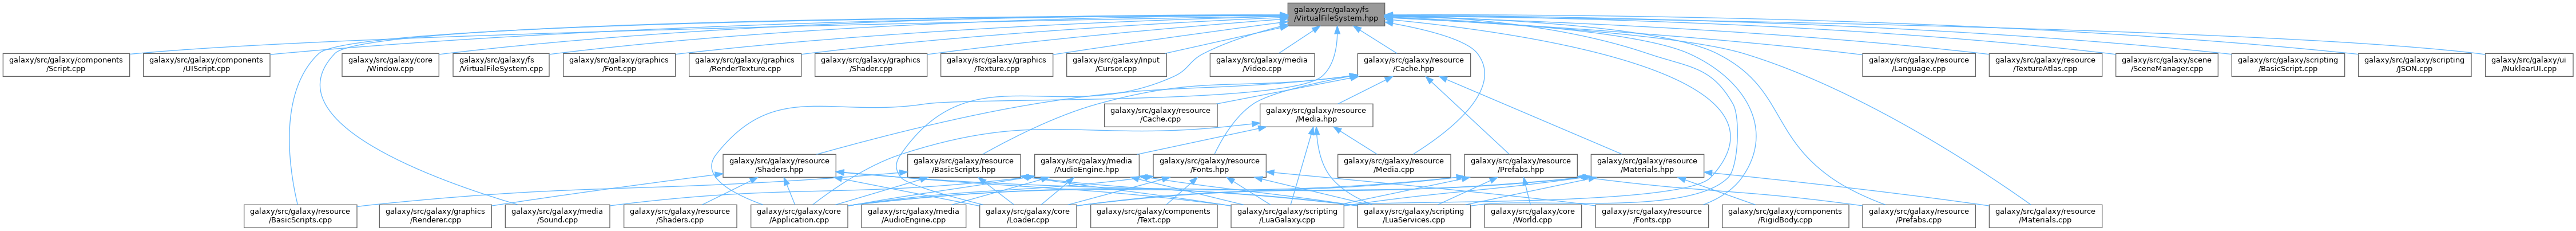 galaxy/src/galaxy/fs
/VirtualFileSystem.hpp
galaxy/src/galaxy/components
/Script.cpp
galaxy/src/galaxy/components
/UIScript.cpp
galaxy/src/galaxy/core
/Window.cpp
galaxy/src/galaxy/fs
/VirtualFileSystem.cpp
galaxy/src/galaxy/graphics
/Font.cpp
galaxy/src/galaxy/graphics
/RenderTexture.cpp
galaxy/src/galaxy/graphics
/Shader.cpp
galaxy/src/galaxy/graphics
/Texture.cpp
galaxy/src/galaxy/input
/Cursor.cpp
galaxy/src/galaxy/media
/Video.cpp
galaxy/src/galaxy/resource
/Cache.hpp
galaxy/src/galaxy/resource
/Language.cpp
galaxy/src/galaxy/resource
/TextureAtlas.cpp
galaxy/src/galaxy/scene
/SceneManager.cpp
galaxy/src/galaxy/scripting
/BasicScript.cpp
galaxy/src/galaxy/scripting
/JSON.cpp
galaxy/src/galaxy/ui
/NuklearUI.cpp
galaxy/src/galaxy/resource
/Cache.cpp
galaxy/src/galaxy/resource
/Media.hpp
galaxy/src/galaxy/resource
/Shaders.hpp
galaxy/src/galaxy/resource
/BasicScripts.hpp
galaxy/src/galaxy/media
/AudioEngine.hpp
galaxy/src/galaxy/resource
/Fonts.hpp
galaxy/src/galaxy/resource
/Media.cpp
galaxy/src/galaxy/resource
/Prefabs.hpp
galaxy/src/galaxy/resource
/Materials.hpp
galaxy/src/galaxy/resource
/BasicScripts.cpp
galaxy/src/galaxy/graphics
/Renderer.cpp
galaxy/src/galaxy/media
/Sound.cpp
galaxy/src/galaxy/resource
/Shaders.cpp
galaxy/src/galaxy/core
/Application.cpp
galaxy/src/galaxy/media
/AudioEngine.cpp
galaxy/src/galaxy/core
/Loader.cpp
galaxy/src/galaxy/components
/Text.cpp
galaxy/src/galaxy/scripting
/LuaGalaxy.cpp
galaxy/src/galaxy/scripting
/LuaServices.cpp
galaxy/src/galaxy/core
/World.cpp
galaxy/src/galaxy/resource
/Fonts.cpp
galaxy/src/galaxy/components
/RigidBody.cpp
galaxy/src/galaxy/resource
/Prefabs.cpp
galaxy/src/galaxy/resource
/Materials.cpp